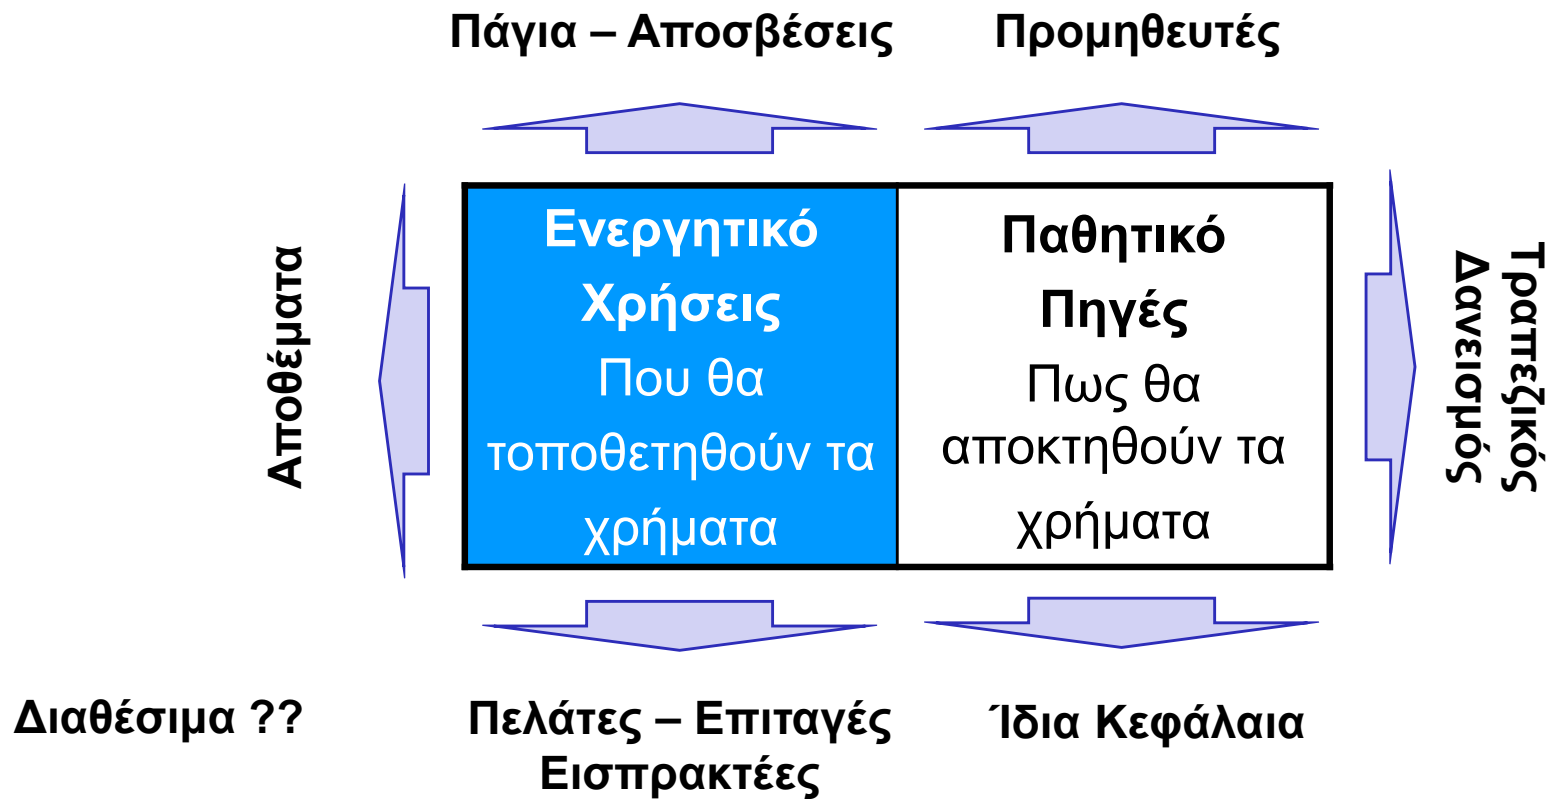 Πάγια – Αποσβέσεις
Προμηθευτές
Αποθέματα
Ενεργητικό
Χρήσεις
Που θα
τοποθετηθούν τα
χρήματα
Παθητικό
Πηγές
Πως θα
αποκτηθούν τα
χρήματα
Τραπεζικός
Δανεισμός
Διαθέσιμα ??
Πελάτες – Επιταγές
Εισπρακτέες
Ίδια Κεφάλαια